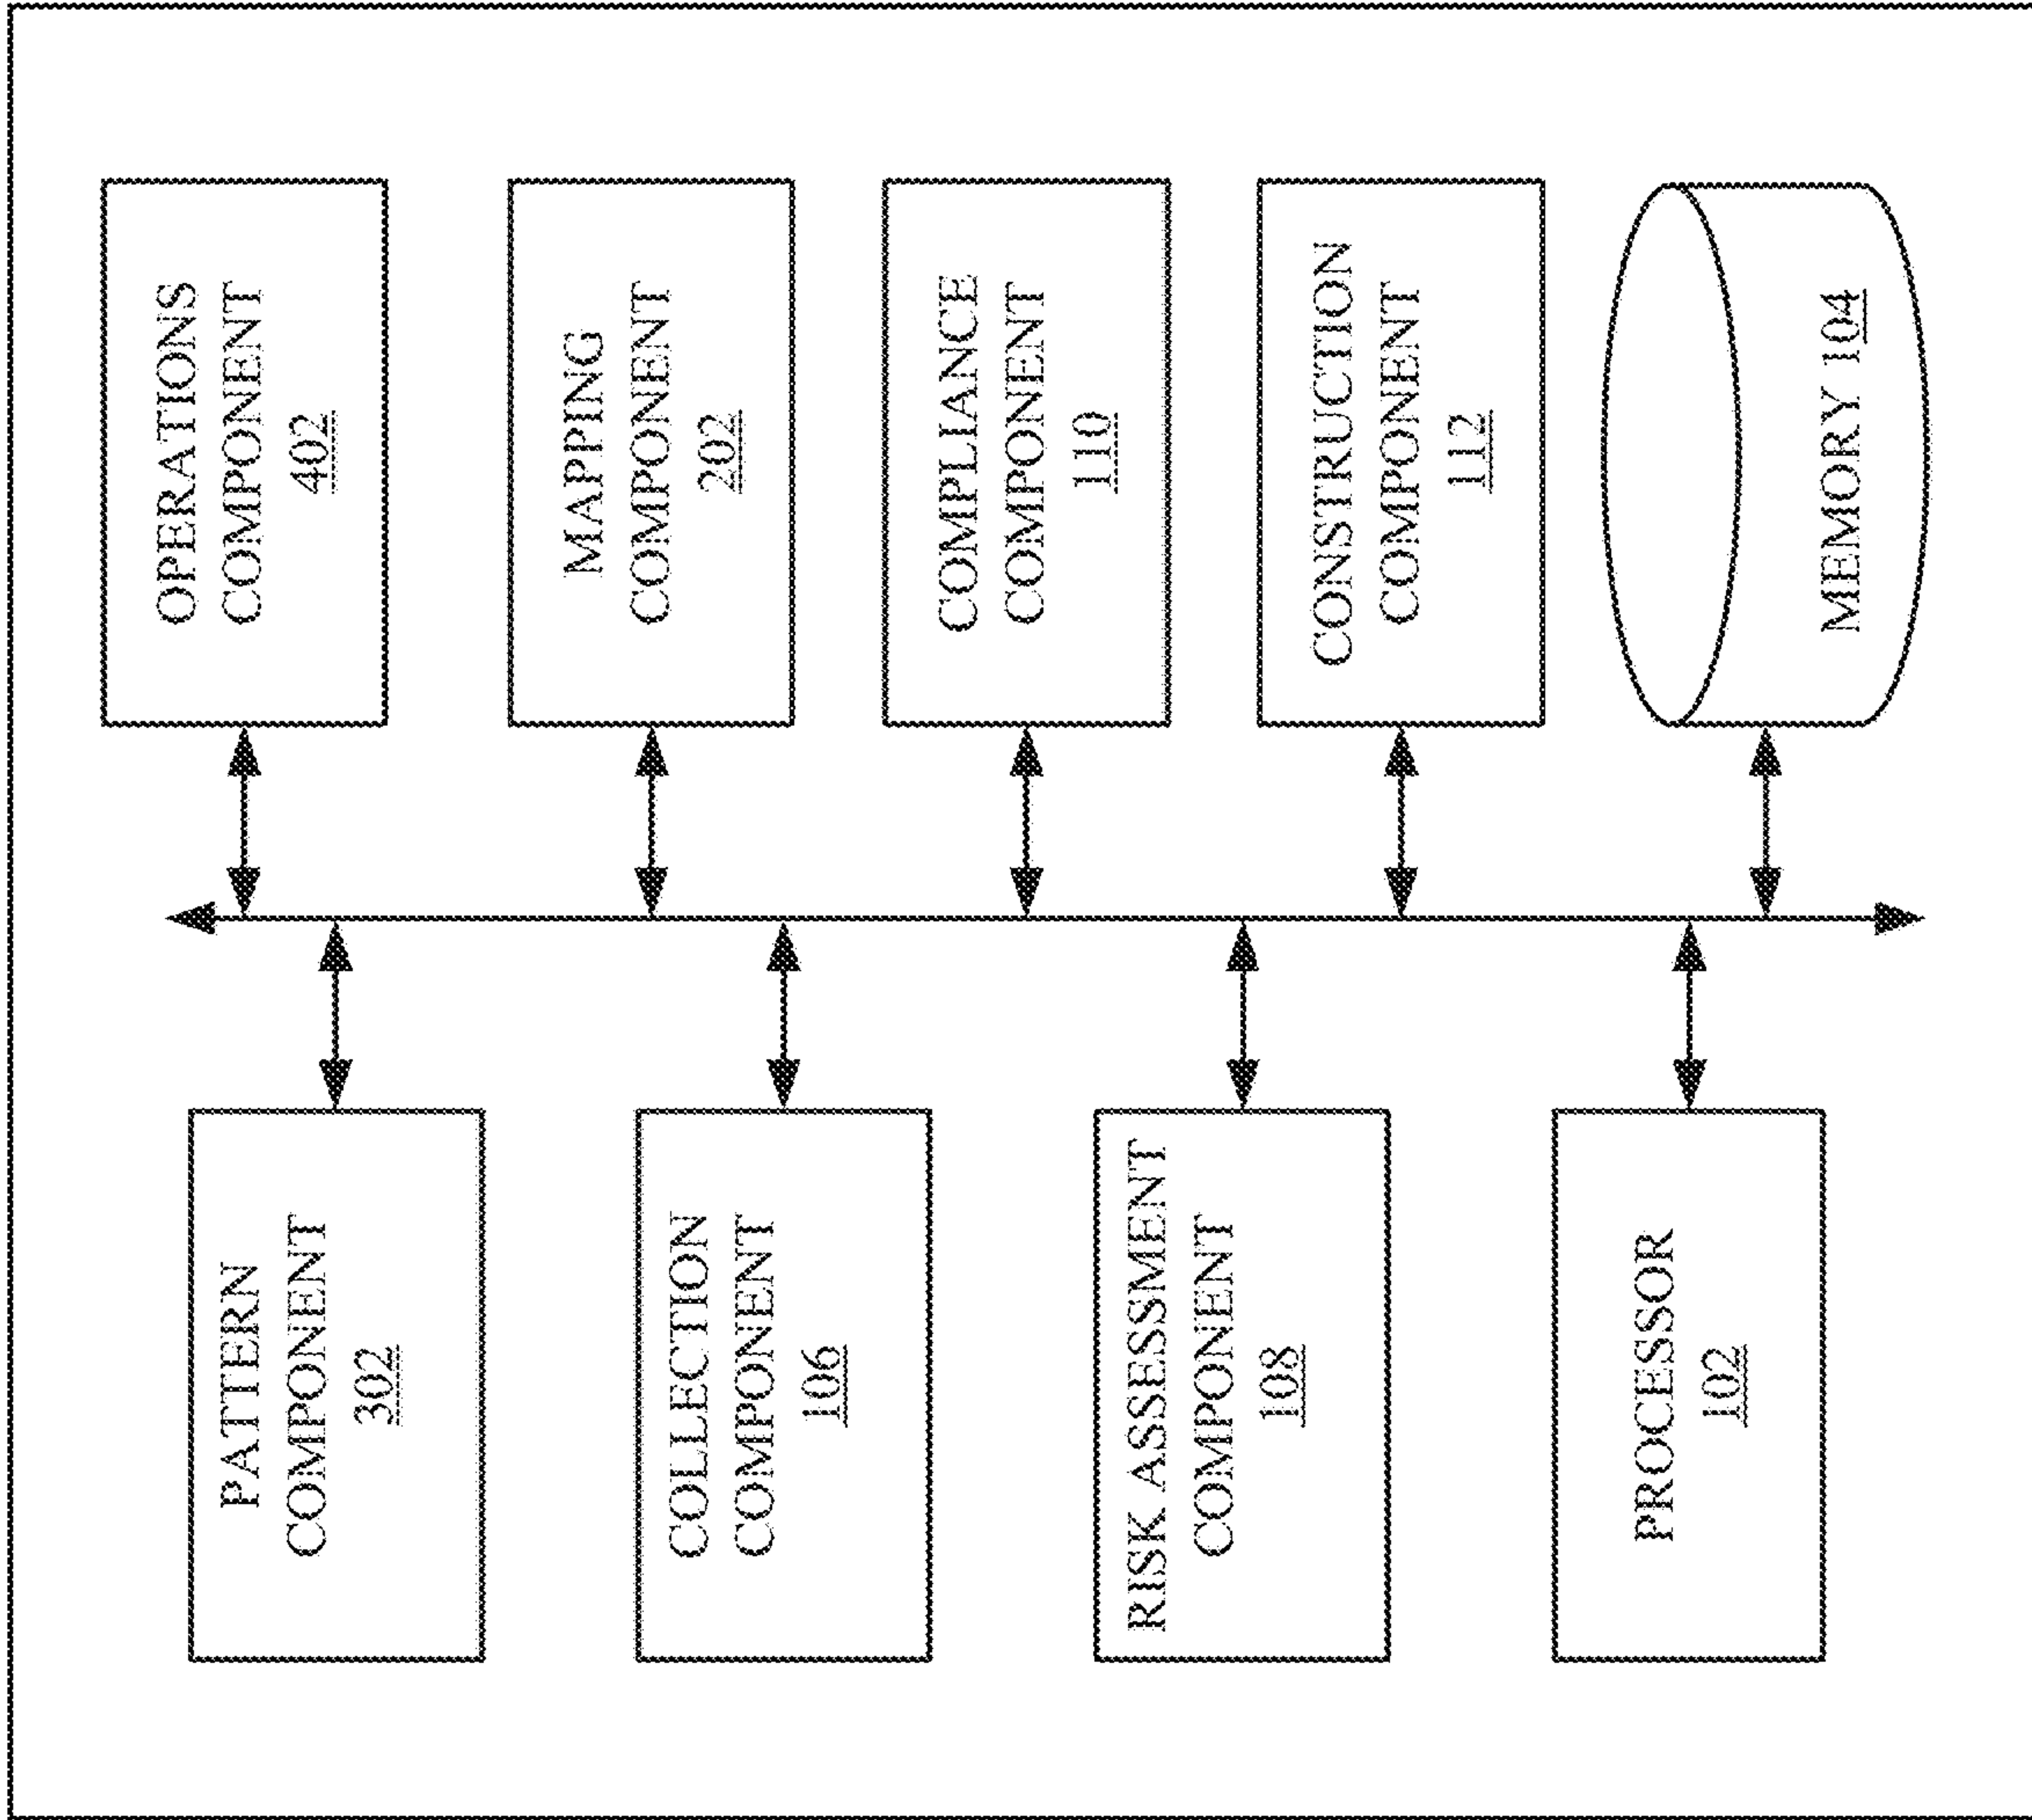 PATTERN
COMPONENT
302
COLLECTION
COMPONENT
106
RISK ASSESSMENT
COMPONENT
108
PROCESSOR
102
OPERATIONS
COMPONENT
402
MAPPING
COMPONENT
202
COMPLIANCE
COMPONENT
110
CONSTRUCTION
COMPONENT
112
MEMORY 104